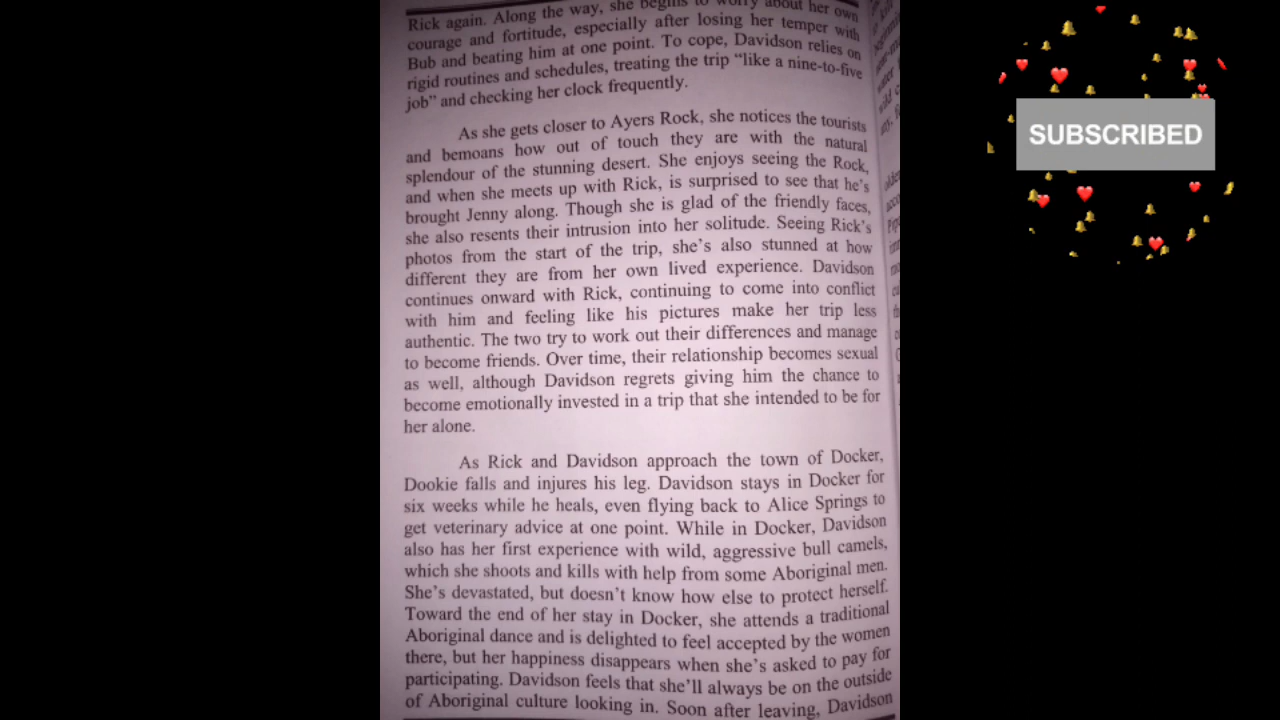 Rick again. Along the way, she begins to worry about her own
courage and fortitude, especially after losing her temper with
Bub and beating him at one point. To cope, Davidson relies on
rigid routines and schedules, treating the trip “like a nine-to-five
job” and checking her clock frequently.
As she gets closer to Ayers Rock, she notices the tourists
and bemoans how out of touch they are with the natural
splendour of the stunning desert. She enjoys seeing the Rock,
and when she meets up with Rick, is surprised to see that he’s
brought Jenny along. Though she is glad of the friendly faces,
she also resents their intrusion into her solitude. Seeing Rick’s
photos from the start of the trip, she’s also stunned at how
different they are from her own lived experience. Davidson
continues onward with Rick, continuing to come into conflict
with him and feeling like his pictures make her trip less
authentic. The two try to work out their differences and manage
to become friends. Over time, their relationship becomes sexual
as well, although Davidson regrets giving him the chance to
become emotionally invested in a trip that she intended to be for
her alone.
As Rick and Davidson approach the town of Docker,
Dookie falls and injures his leg. Davidson stays in Docker for
six weeks while he heals, even flying back to Alice Springs to
get veterinary advice at one point. While in Docker, Davidson
also has her first experience with wild, aggressive bull camels,
which she shoots and kills with help from some Aboriginal men.
She’s devastated, but doesn’t know how else to protect herself.
Toward the end of her stay in Docker, she attends a traditional
Aboriginal dance and is delighted to feel accepted by the women
there, but her happiness disappears when she’s asked to pay for
participating. Davidson feels that she’ll always be on the outside
of Aboriginal culture looking in. Soon after leaving, Davidson
SUBSCRIBED